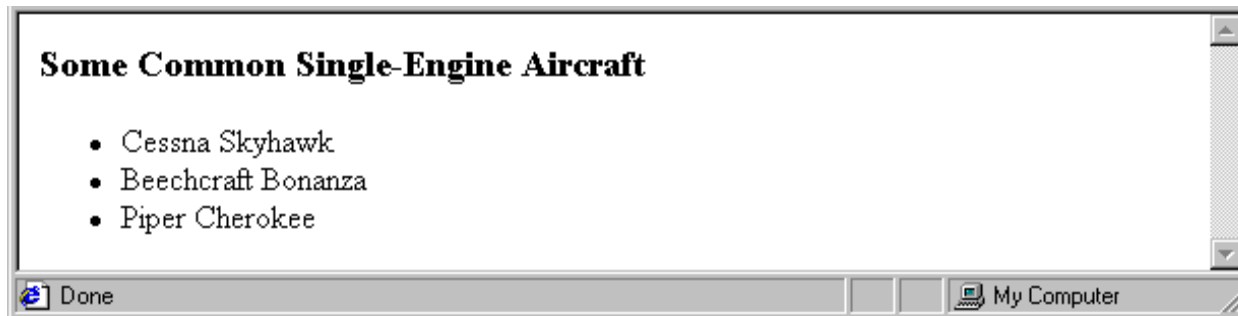 Some Common Single-Engine Aircraft
Cessna Skyhawk
Beechcraft Bonanza
Piper Cherokee
Done
My Computer